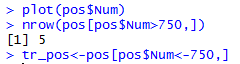 > plot(pos$Num)
> nrow(pos[pos$Num>750,])
[1] 5
> tr_pos<-pos[pos$Num<-750,]